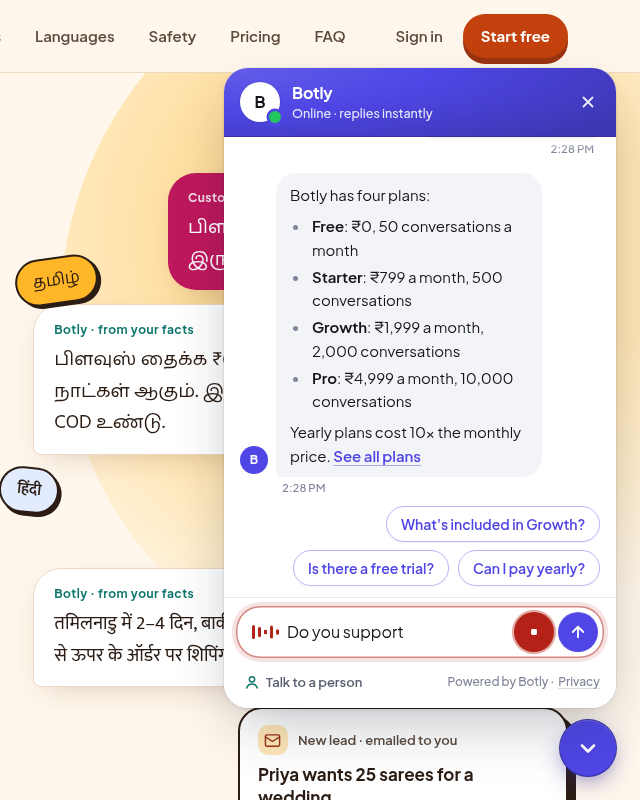 Languages Safety Pricing FAQ Sign in Start free
B
Botly
Online · replies instantly
2:28 PM
Botly has four plans:
• Free: ₹0, 50 conversations a
month
• Starter: ₹799 a month, 500
conversations
• Growth: ₹1,999 a month,
2,000 conversations
• Pro: ₹4,999 a month, 10,000
conversations
Yearly plans cost 10× the monthly
price. See all plans
B
2:28 PM
What's included in Growth?
Is there a free trial?
Can I pay yearly?
Do you support
Talk to a person
Powered by Botly · Privacy
தமிழ்
Botly · from your facts
பிளவுஸ் தைக்க
நாட்கள் ஆகும்.
COD உண்டு.
हिंदी
Botly · from your facts
तमिलनाडु में 2–4 दिन,
से ऊपर के ऑर्डर पर
New lead · emailed to you
Priya wants 25 sarees for a
wedding